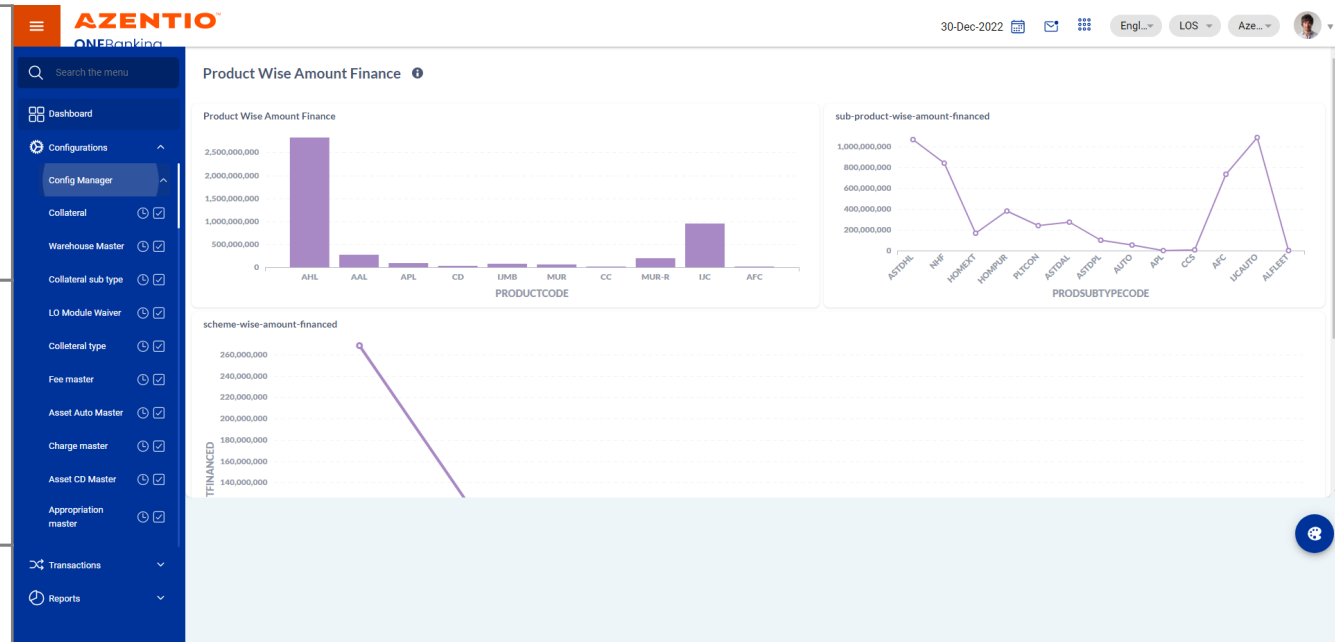 AZENTIO
ONEBanking
30-Dec-2022
Engl...
LOS
Aze...
Search the menu
Dashboard
Configurations
Config Manager
Collateral
Warehouse Master
Collateral sub type
LO Module Waiver
Colleteral type
Fee master
Asset Auto Master
Charge master
Asset CD Master
Appropriation
master
Transactions
Reports
Product Wise Amount Finance
Product Wise Amount Finance
2,500,000,000
2,000,000,000
1,500,000,000
1,000,000,000
500,000,000
0
AHL AAL APL CD IJMB MUR CC MUR-R IJC AFC
PRODUCTCODE
sub-product-wise-amount-financed
1,000,000,000
800,000,000
600,000,000
400,000,000
200,000,000
0
ASTDHL NHF HOMEXT HOMPUR PLTCON ASTDAL ASTDPL AUTO APL CCS AFC IJCAUTO ALFLEET
PRODSUBTYPECODE
scheme-wise-amount-financed
260,000,000
240,000,000
220,000,000
200,000,000
180,000,000
160,000,000
140,000,000
TFINANCED